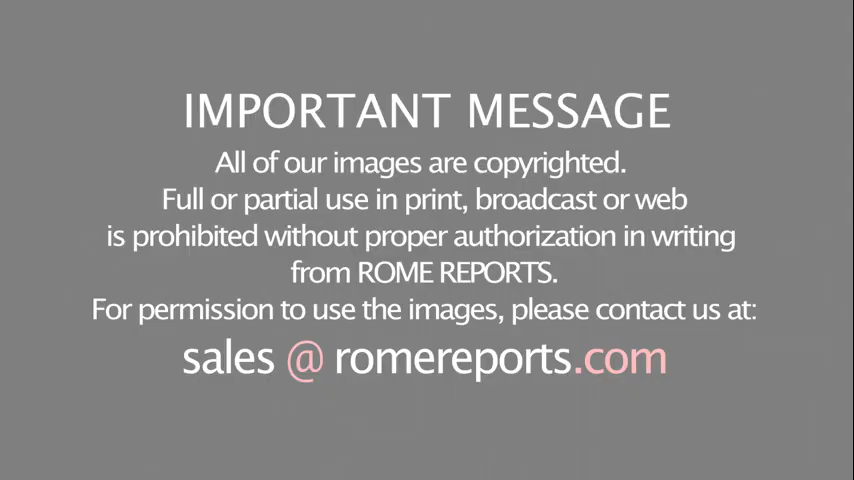 IMPORTANT MESSAGE
All of our images are copyrighted.
Full or partial use in print, broadcast or web
is prohibited without proper authorization in writing
from ROME REPORTS.
For permission to use the images, please contact us at:
sales @ romereports.com